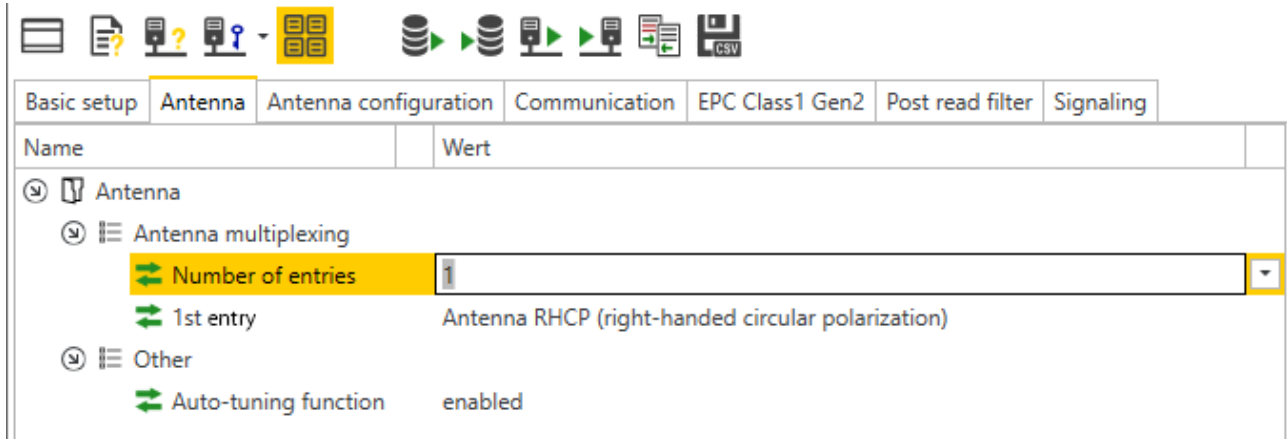 ? ? ? CSV
Basic setup Antenna Antenna configuration Communication EPC Class1 Gen2 Post read filter Signaling
Name Wert
Antenna
Antenna multiplexing
Number of entries 1
1st entry Antenna RHCP (right-handed circular polarization)
Other
Auto-tuning function enabled